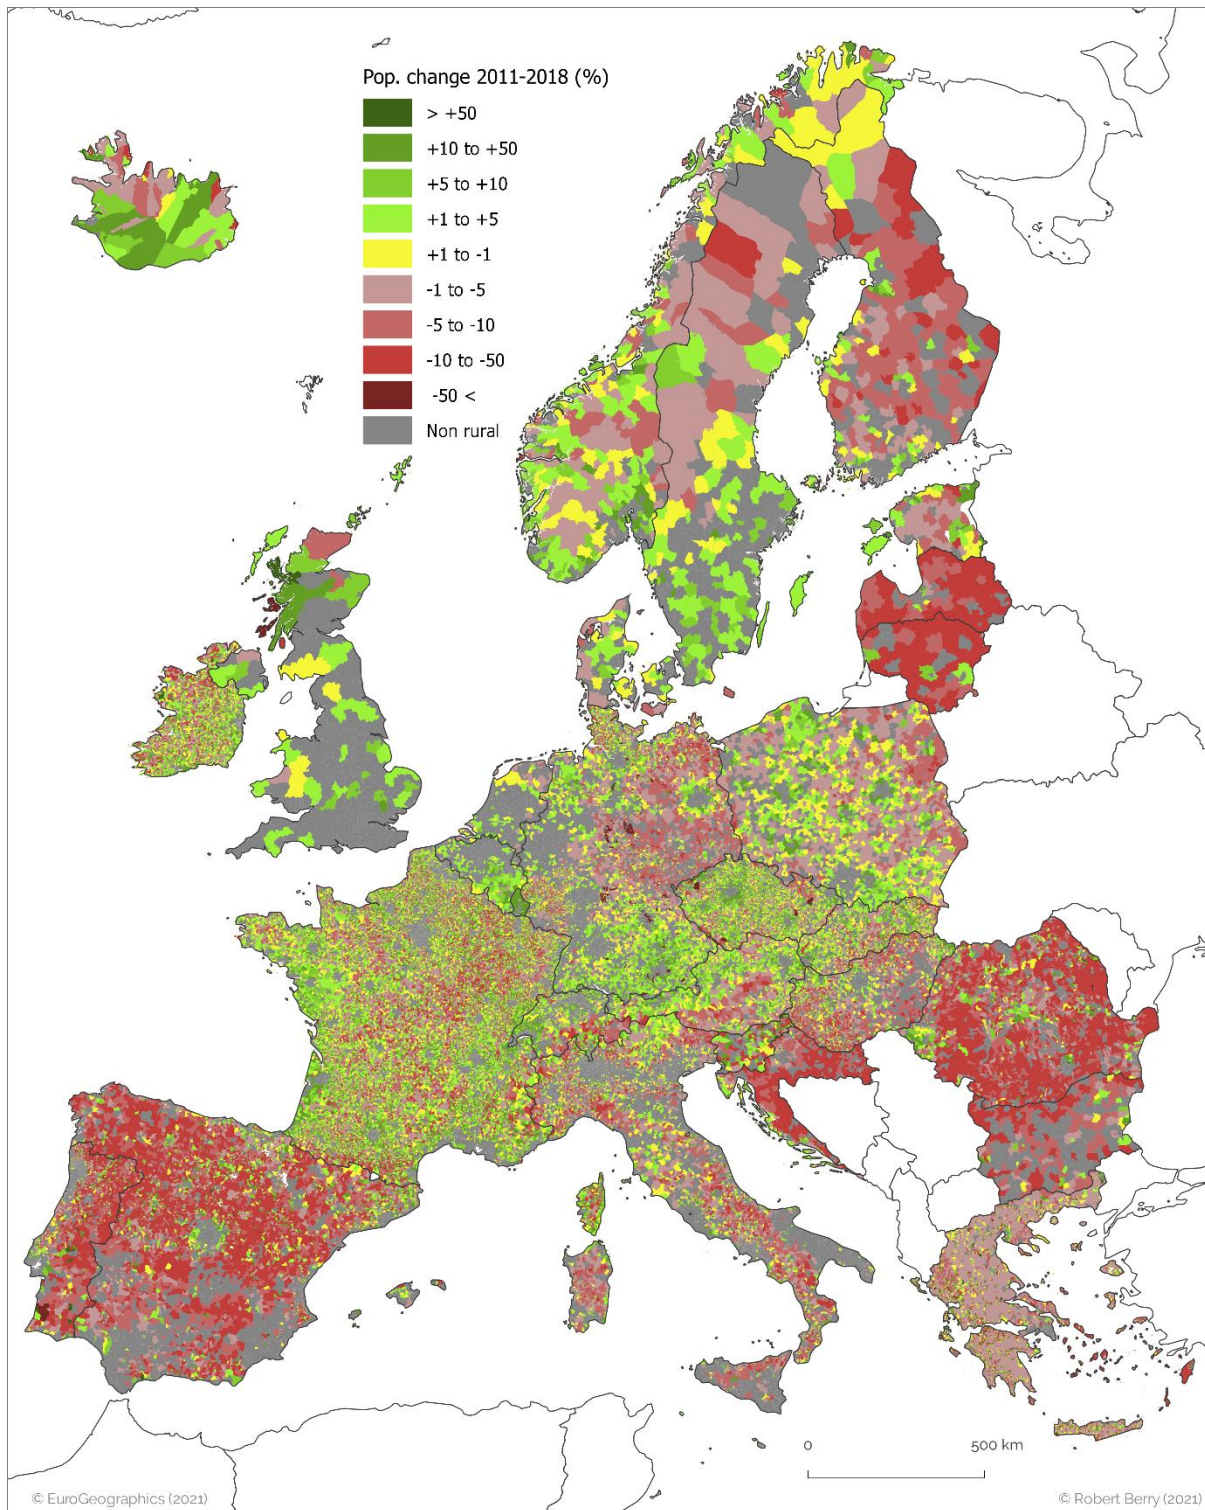 Pop. change 2011-2018 (%)
> +50
+10 to +50
+5 to +10
+1 to +5
+1 to -1
-1 to -5
-5 to -10
-10 to -50
-50 <
Non rural
0 500 km
© EuroGeographics (2021)
© Robert Berry (2021)